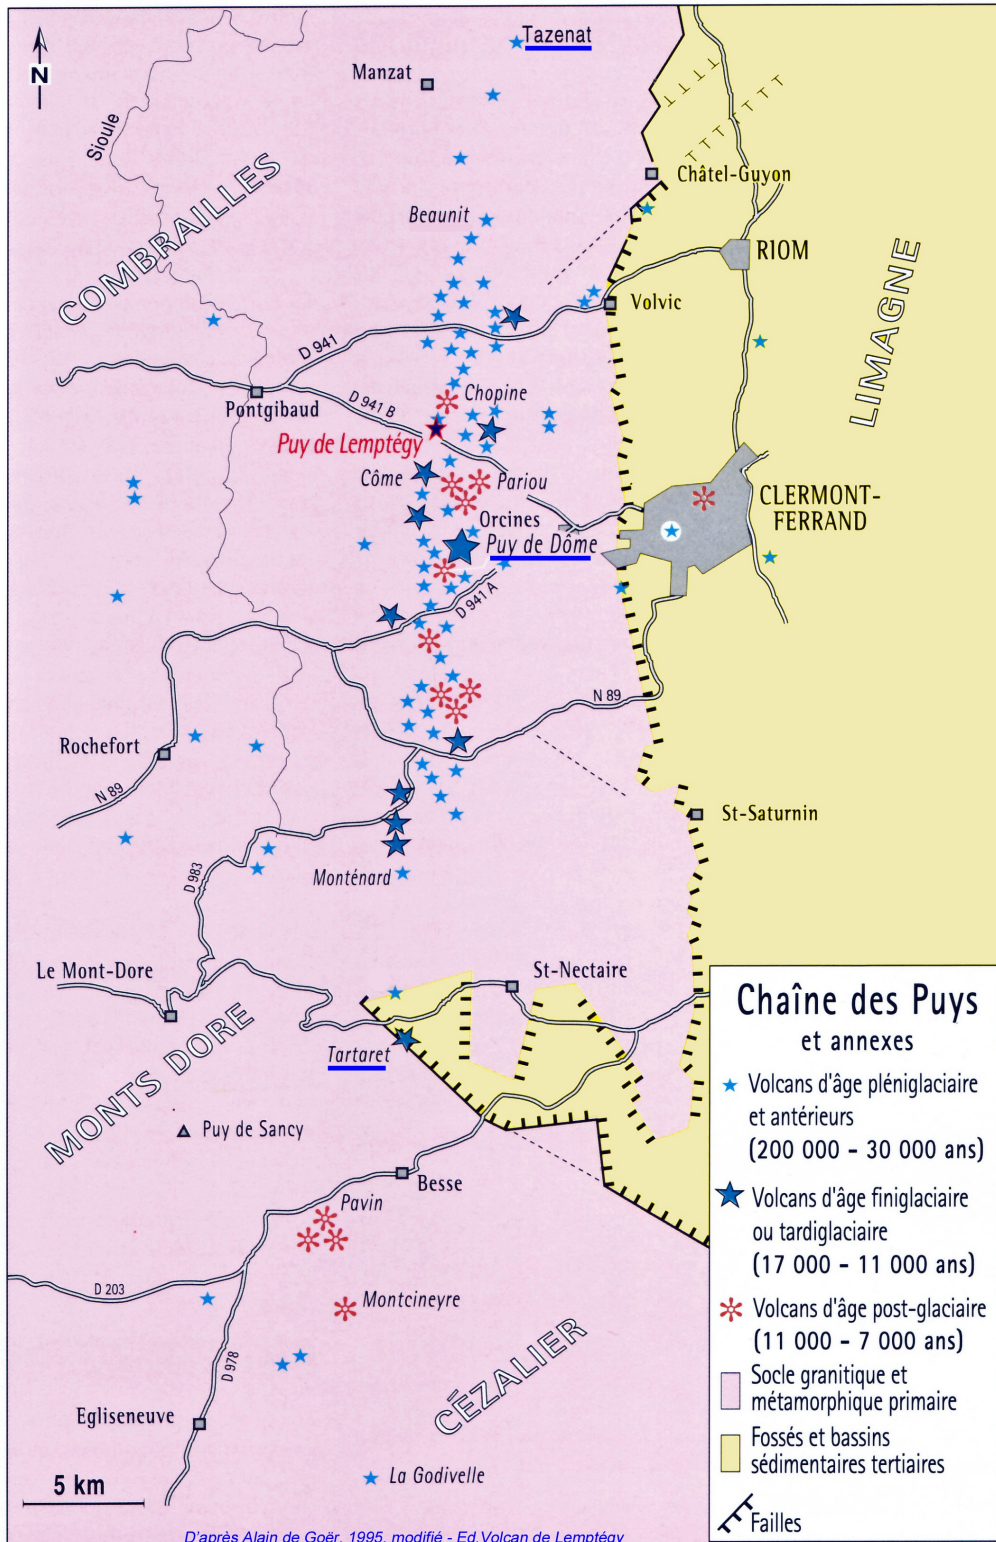 Tazenat
Manzat
N
Sioule
Châtel-Guyon
COMBRAILLES
Beaunit
RIOM
LIMAGNE
Volvic
D 941
Chopine
Pontgibaud
D 941 B
Puy de Lemptégy
Côme
Pariou
CLERMONT-
FERRAND
Orcines
Puy de Dôme
D 941 A
N 89
Rochefort
N 89
St-Saturnin
D 983
Monténard
Le Mont-Dore
St-Nectaire
MONTS DORE
Tartaret
Puy de Sancy
Besse
Pavin
D 203
Montcineyre
D 978
CÉZALIER
Egliseneuve
La Godivelle
5 km
Chaîne des Puys
et annexes
Volcans d'âge pléniglaciaire
et antérieurs
(200 000 - 30 000 ans)
Volcans d'âge finiglaciaire
ou tardiglaciaire
(17 000 - 11 000 ans)
Volcans d'âge post-glaciaire
(11 000 - 7 000 ans)
Socle granitique et
métamorphique primaire
Fossés et bassins
sédimentaires tertiaires
Failles
D'après Alain de Goër, 1995, modifié - Ed.Volcan de Lemptégy